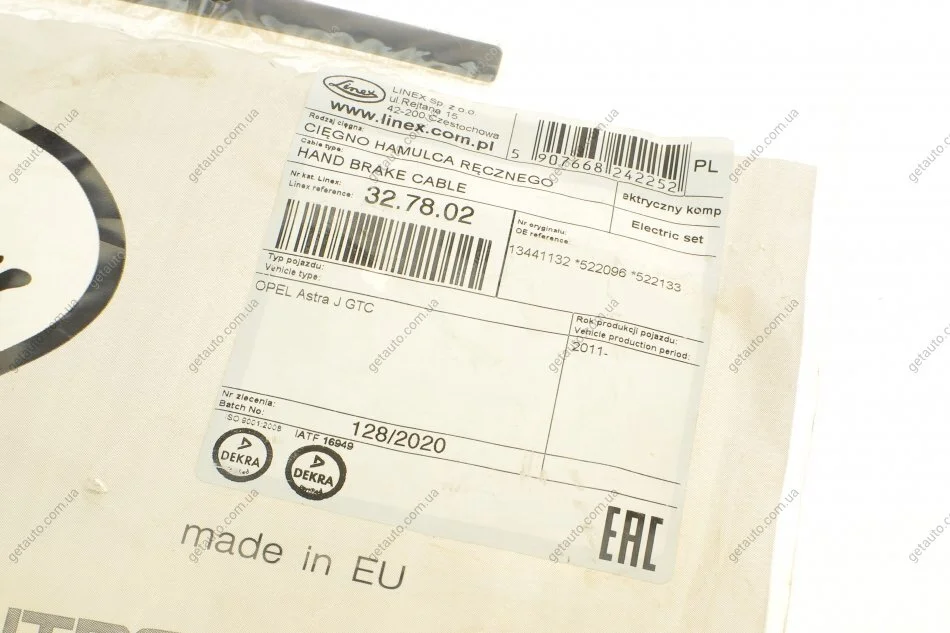 Linex
LINEX Sp. z o.o.
ul.Rejtana 15
42-200 Częstochowa
www.linex.com.pl
5 907668 242252
PL
Rodzaj cięgna:
CIĘGNO HAMULCA RĘCZNEGO
Cable type:
HAND BRAKE CABLE
ektryczny komp
Electric set
Nr kat. Linex:
Linex reference:
32.78.02
Nr oryginału:
OE reference:
13441132 *522096 *522133
Typ pojazdu:
Vehicle type:
OPEL Astra J GTC
Rok produkcji pojazdu:
Vehicle production period:
2011-
Nr zlecenia:
Batch No:
128/2020
ISO 9001:2008
IATF 16949
DEKRA
DEKRA
EAC
made in EU
getauto.com.ua